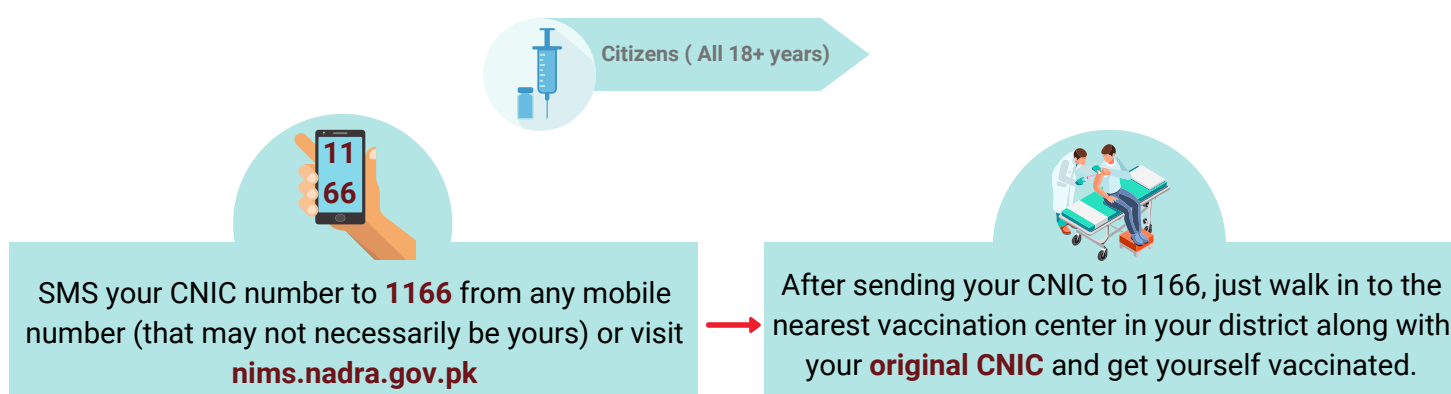 Citizens ( All 18+ years)
11
66
SMS your CNIC number to 1166 from any mobile
number (that may not necessarily be yours) or visit
nims.nadra.gov.pk
After sending your CNIC to 1166, just walk in to the
nearest vaccination center in your district along with
your original CNIC and get yourself vaccinated.